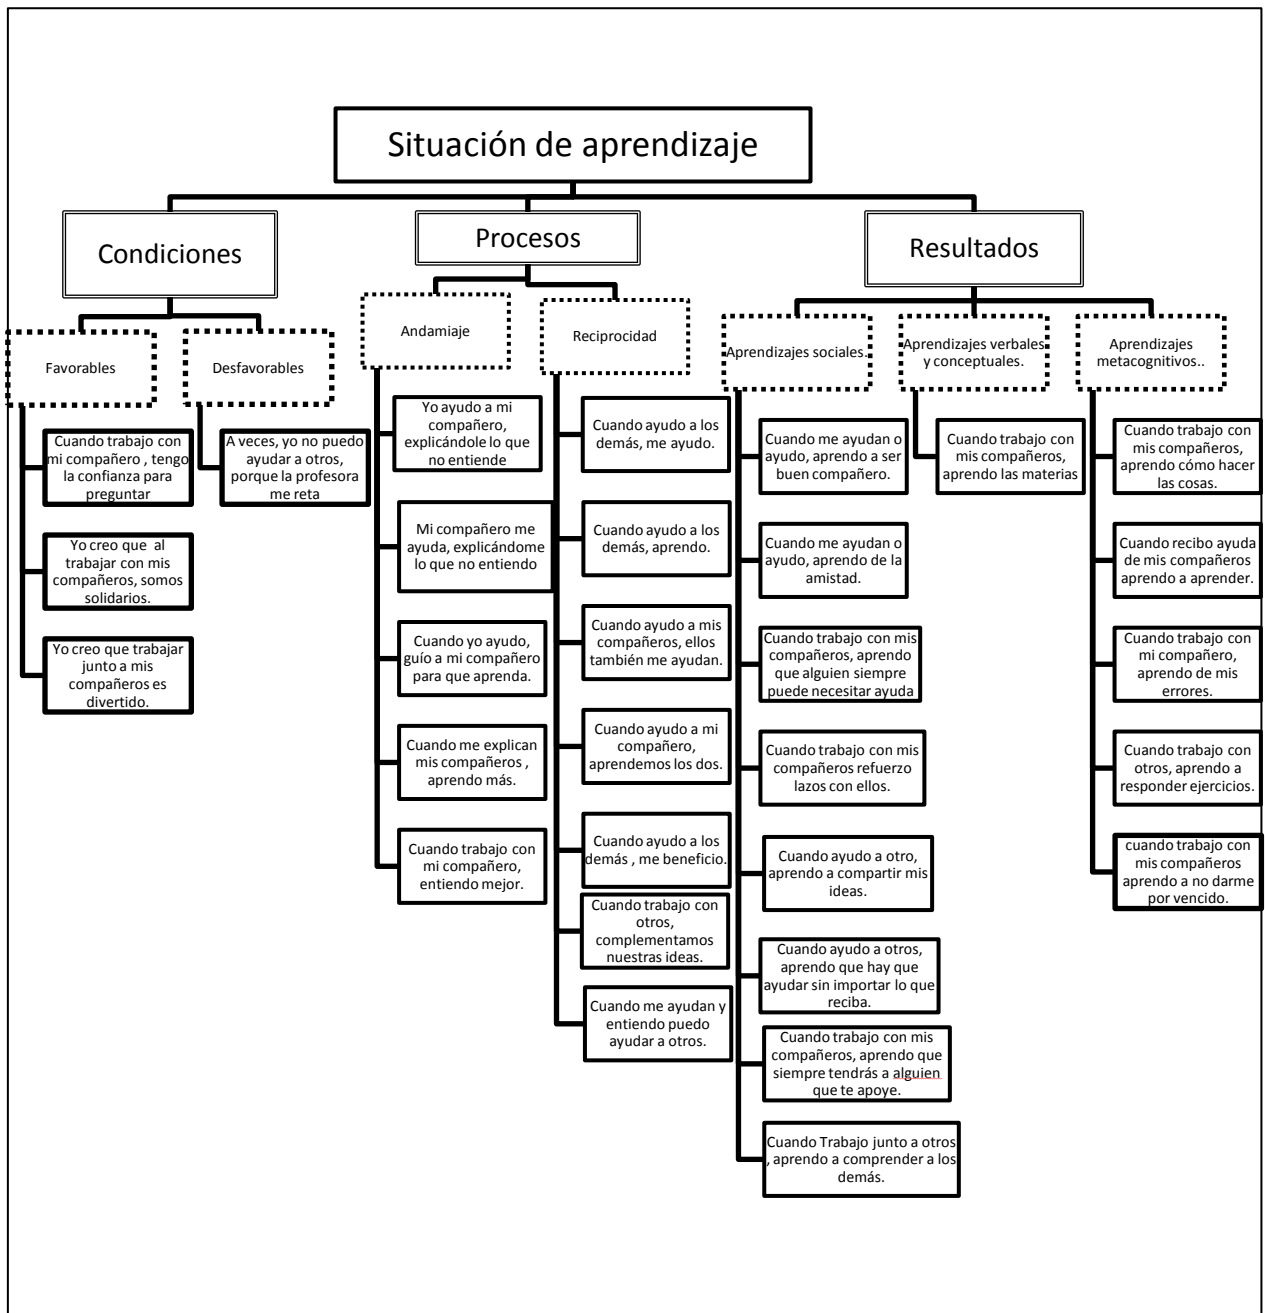 Situación de aprendizaje
Condiciones
Procesos
Resultados
Favorables
Desfavorables
Andamiaje
Reciprocidad
Aprendizajes sociales.
Aprendizajes verbales
y conceptuales.
Aprendizajes
metacognitivos..
Cuando trabajo con
mi compañero , tengo
la confianza para
preguntar
Yo creo que al
trabajar con mis
compañeros, somos
solidarios.
Yo creo que trabajar
junto a mis
compañeros es
divertido.
A veces, yo no puedo
ayudar a otros,
porque la profesora
me reta
Yo ayudo a mi
compañero,
explicándole lo que
no entiende
Mi compañero me
ayuda, explicándome
lo que no entiendo
Cuando yo ayudo,
guío a mi compañero
para que aprenda.
Cuando me explican
mis compañeros ,
aprendo más.
Cuando trabajo con
mi compañero,
entiendo mejor.
Cuando ayudo a los
demás, me ayudo.
Cuando ayudo a los
demás, aprendo.
Cuando ayudo a mis
compañeros, ellos
también me ayudan.
Cuando ayudo a mi
compañero,
aprendemos los dos.
Cuando ayudo a los
demás , me beneficio.
Cuando trabajo con
otros,
complementamos
nuestras ideas.
Cuando me ayudan y
entiendo puedo
ayudar a otros.
Cuando me ayudan o
ayudo, aprendo a ser
buen compañero.
Cuando me ayudan o
ayudo, aprendo de la
amistad.
Cuando trabajo con mis
compañeros, aprendo
que alguien siempre
puede necesitar ayuda
Cuando trabajo con mis
compañeros refuerzo
lazos con ellos.
Cuando ayudo a otro,
aprendo a compartir mis
ideas.
Cuando ayudo a otros,
aprendo que hay que
ayudar sin importar lo que
reciba.
Cuando trabajo con mis
compañeros, aprendo que
siempre tendrás a alguien
que te apoye.
Cuando Trabajo junto a otros
, aprendo a comprender a los
demás.
Cuando trabajo con
mis compañeros,
aprendo las materias
Cuando trabajo con
mis compañeros,
aprendo cómo hacer
las cosas.
Cuando recibo ayuda
de mis compañeros
aprendo a aprender.
Cuando trabajo con
mi compañero,
aprendo de mis
errores.
Cuando trabajo con
otros, aprendo a
responder ejercicios.
cuando trabajo con
mis compañeros
aprendo a no darme
por vencido.